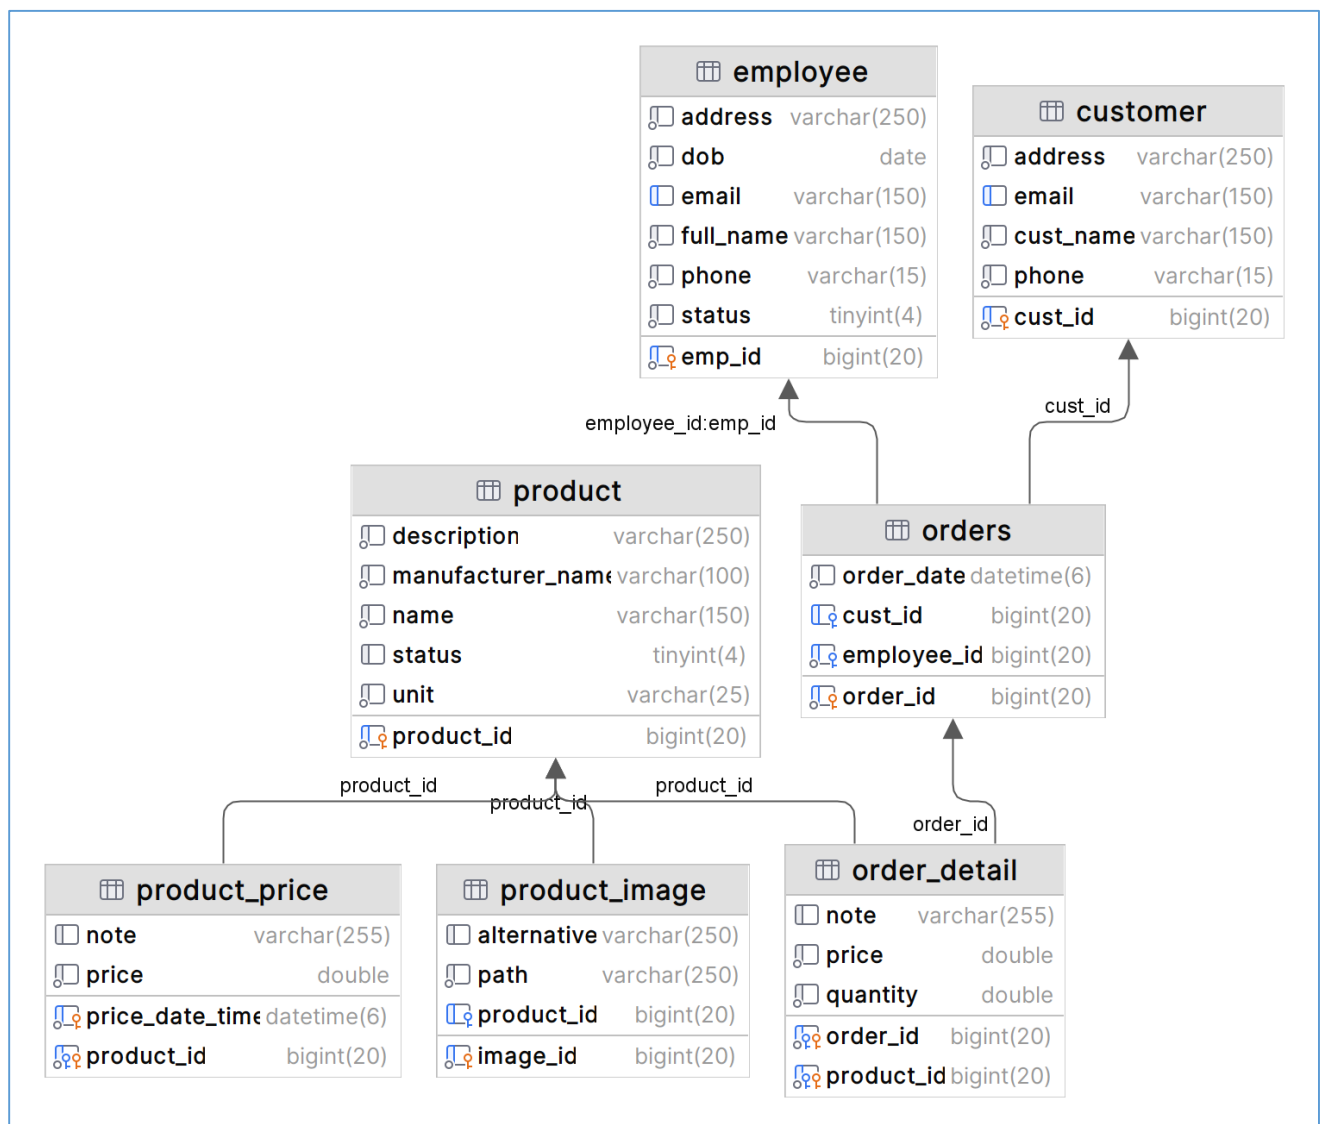 employee
address varchar(250)
dob date
email varchar(150)
full_name varchar(150)
phone varchar(15)
status tinyint(4)
emp_id bigint(20)
customer
address varchar(250)
email varchar(150)
cust_name varchar(150)
phone varchar(15)
cust_id bigint(20)
employee_id:emp_id
cust_id
product
description varchar(250)
manufacturer_name varchar(100)
name varchar(150)
status tinyint(4)
unit varchar(25)
product_id bigint(20)
orders
order_date datetime(6)
cust_id bigint(20)
employee_id bigint(20)
order_id bigint(20)
product_id
product_id
product_id
order_id
product_price
note varchar(255)
price double
price_date_time datetime(6)
product_id bigint(20)
product_image
alternative varchar(250)
path varchar(250)
product_id bigint(20)
image_id bigint(20)
order_detail
note varchar(255)
price double
quantity double
order_id bigint(20)
product_id bigint(20)